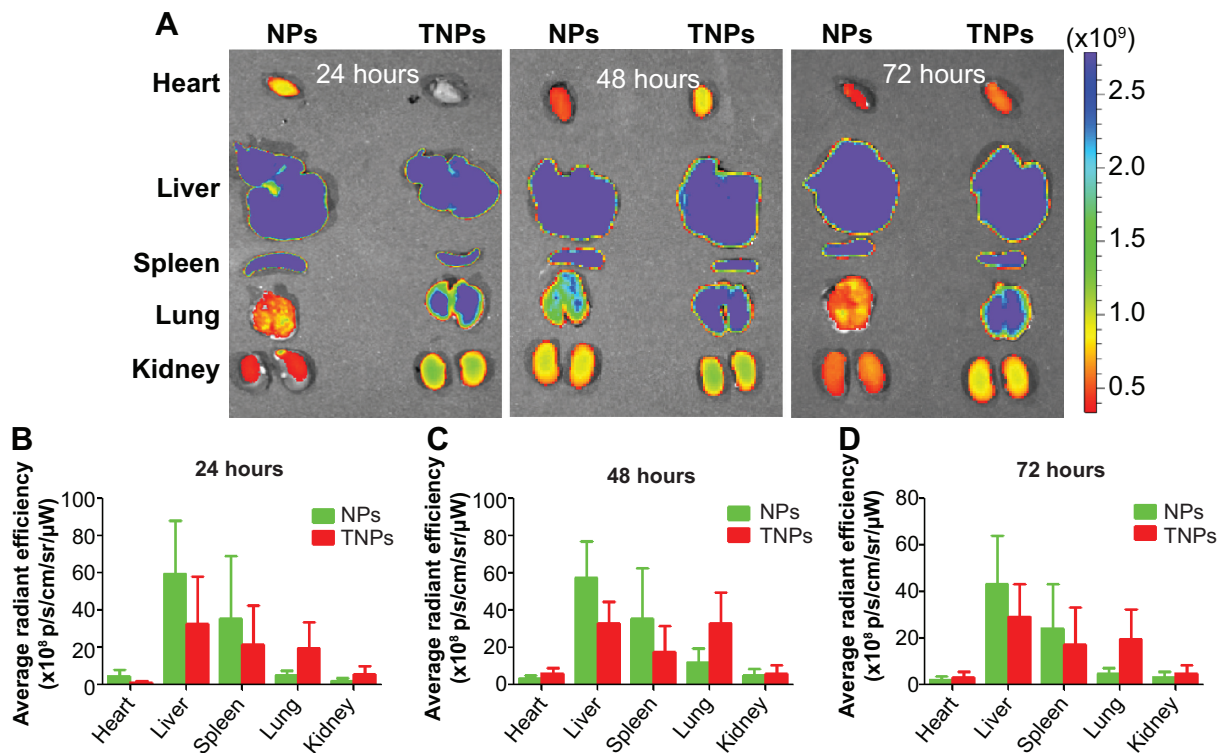 A
NPs TNPs NPs TNPs NPs TNPs (x10⁹)
24 hours 48 hours 72 hours
Heart
Liver
Spleen
Lung
Kidney
2.5
2.0
1.5
1.0
0.5
B
24 hours
Average radiant efficiency
(x10⁸ p/s/cm/sr/µW)
100
80
60
40
20
0
NPs
TNPs
Heart
Liver
Spleen
Lung
Kidney
C
48 hours
Average radiant efficiency
(x10⁸ p/s/cm/sr/µW)
100
80
60
40
20
0
NPs
TNPs
Heart
Liver
Spleen
Lung
Kidney
D
72 hours
Average radiant efficiency
(x10⁸ p/s/cm/sr/µW)
80
60
40
20
0
NPs
TNPs
Heart
Liver
Spleen
Lung
Kidney